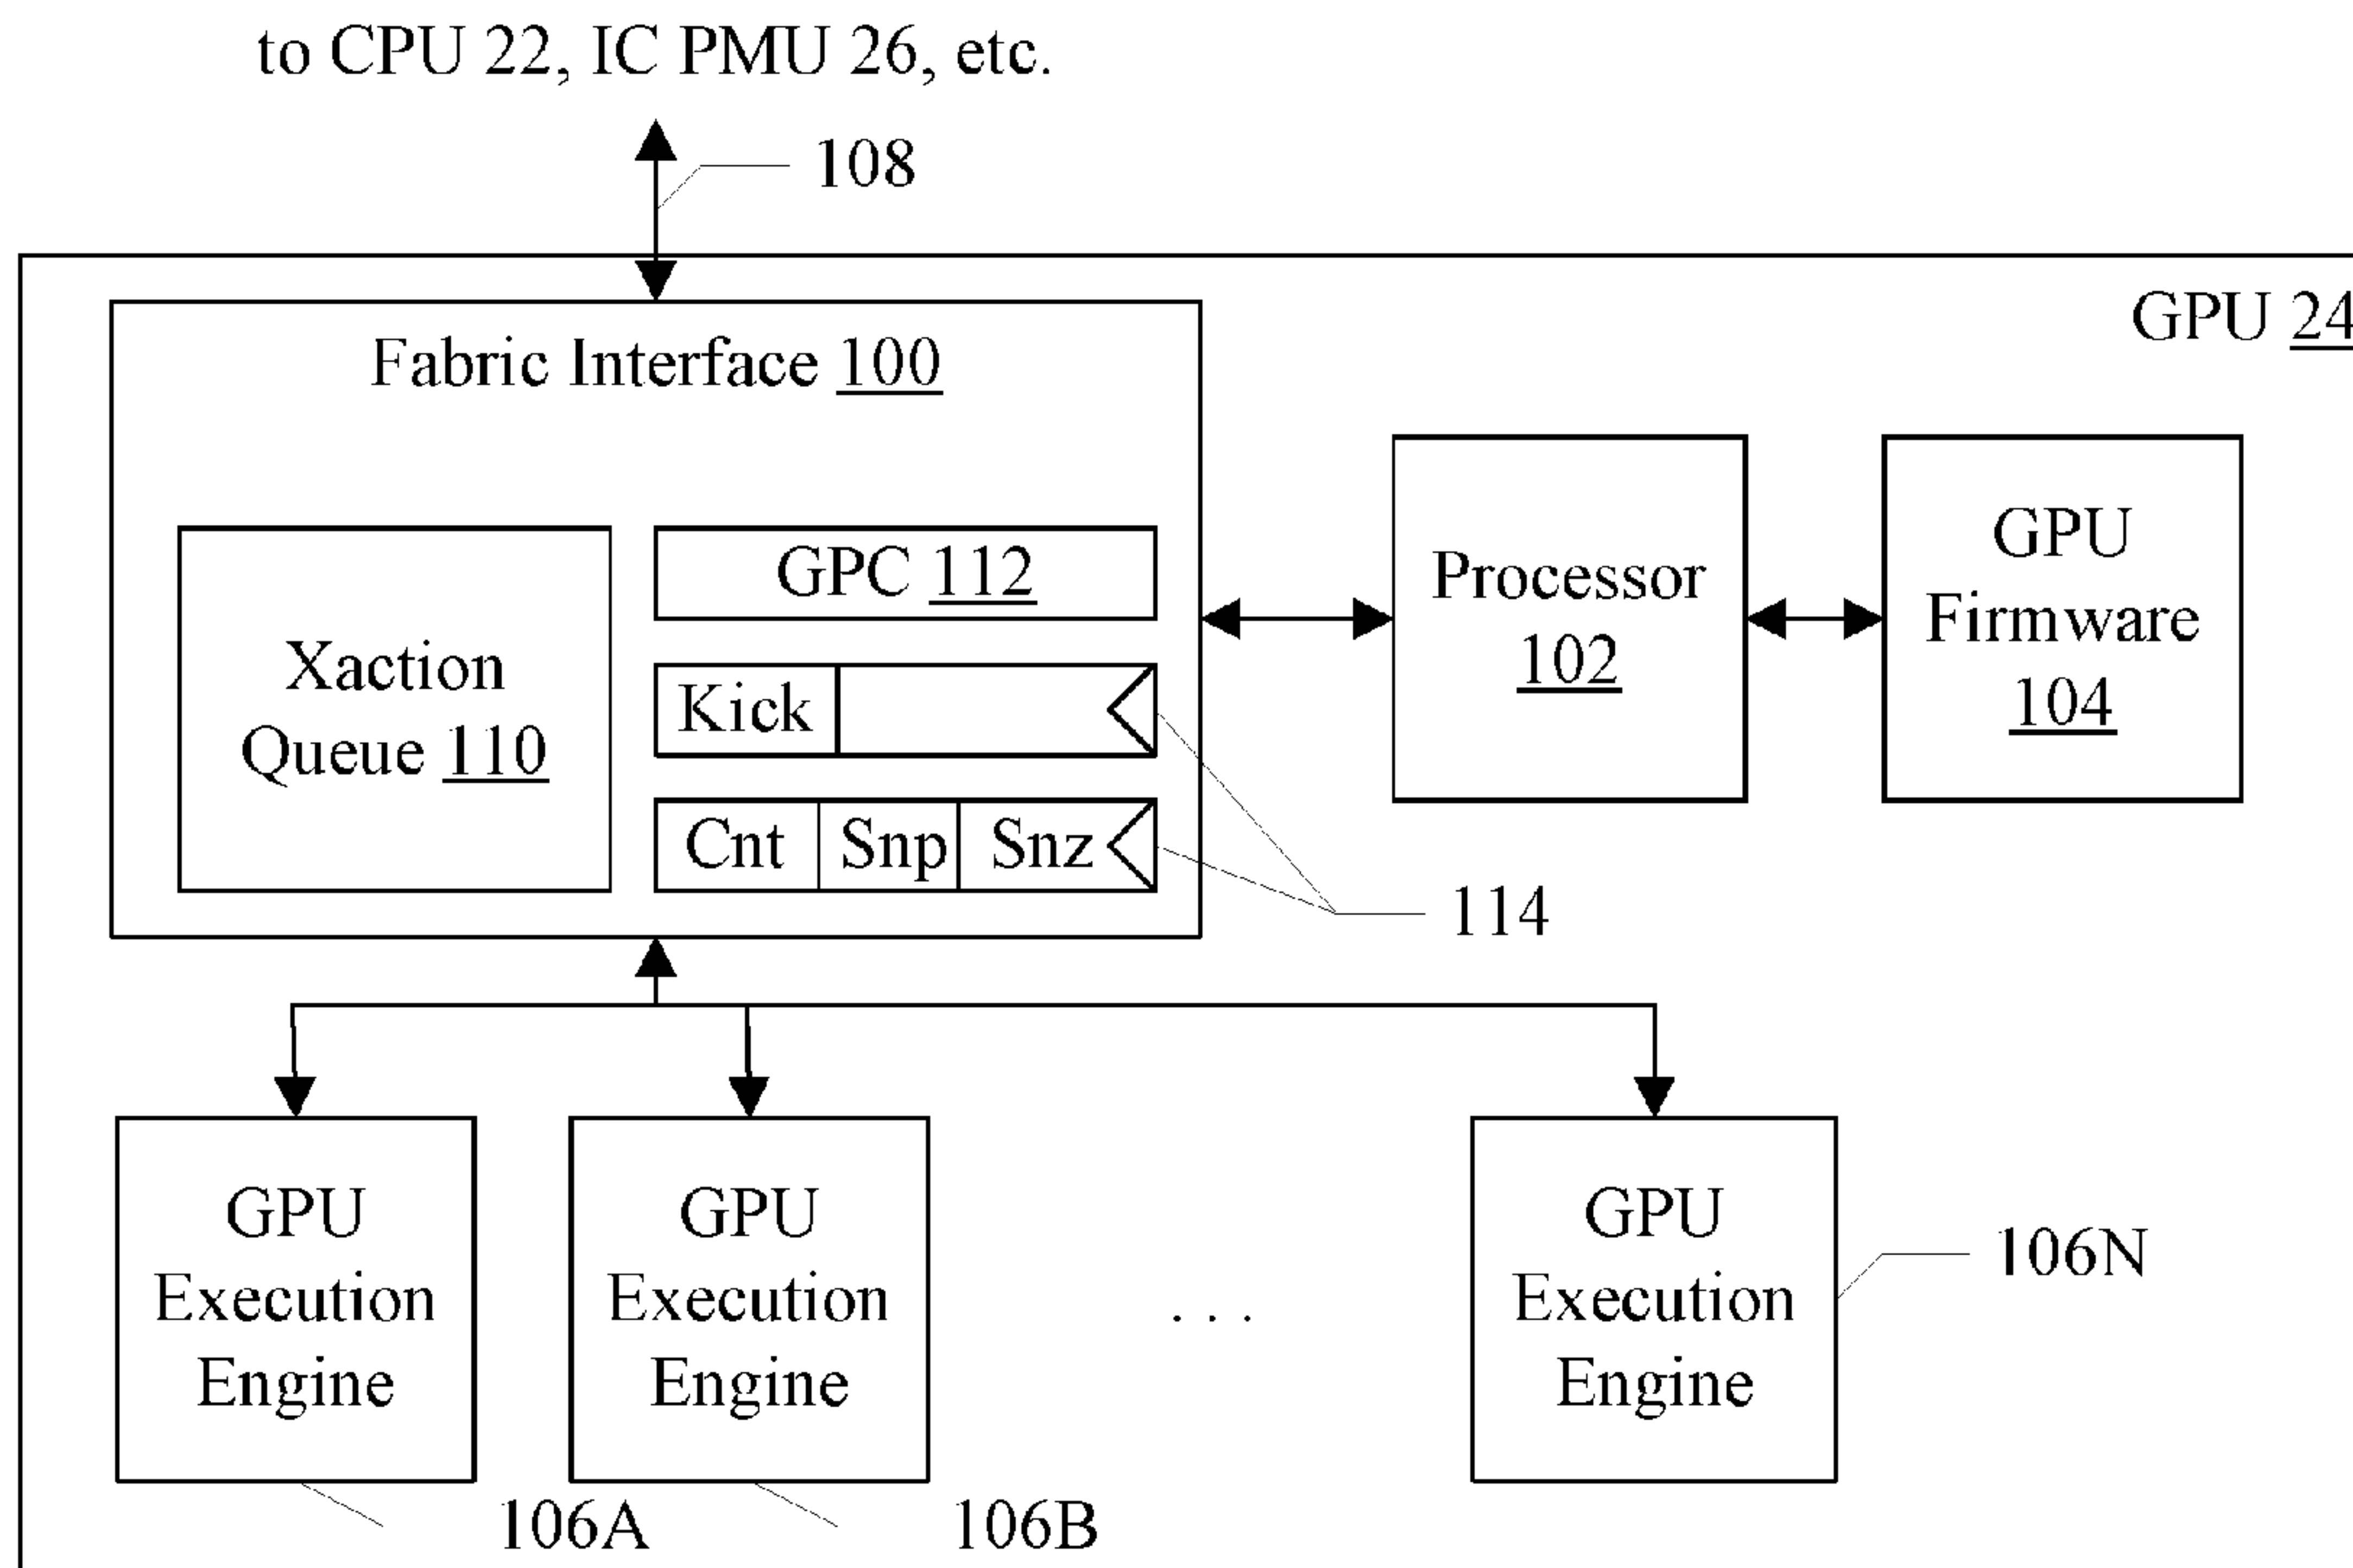 to CPU 22, IC PMU 26, etc.
108
GPU 24
Fabric Interface 100
GPC 112
Xaction
Queue 110
Kick
Cnt Snp Snz
Processor
102
GPU
Firmware
104
114
GPU
Execution
Engine
106A
GPU
Execution
Engine
106B
. . .
GPU
Execution
Engine
106N